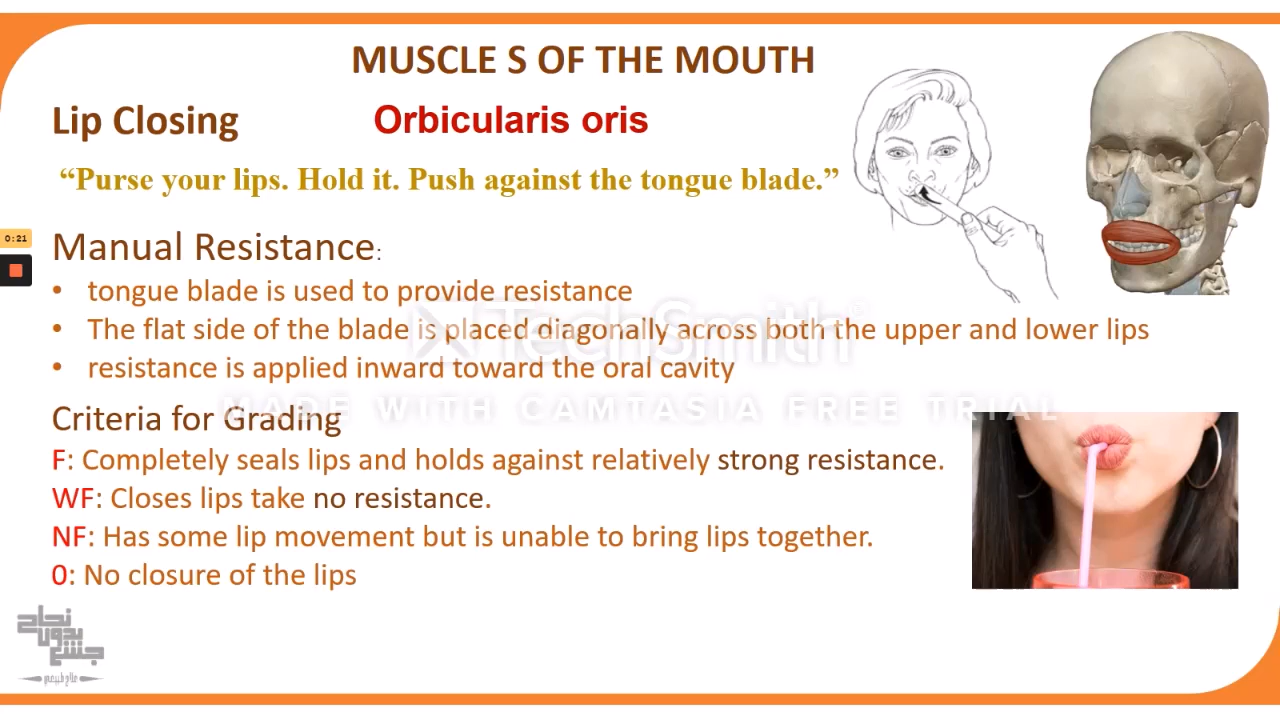 MUSCLE S OF THE MOUTH
Lip Closing
Orbicularis oris
“Purse your lips. Hold it. Push against the tongue blade.”
0:21
Manual Resistance:
• tongue blade is used to provide resistance
• The flat side of the blade is placed diagonally across both the upper and lower lips
• resistance is applied inward toward the oral cavity
TechSmith
MADE WITH CAMTASIA FREE TRIAL
Criteria for Grading
F: Completely seals lips and holds against relatively strong resistance.
WF: Closes lips take no resistance.
NF: Has some lip movement but is unable to bring lips together.
0: No closure of the lips
نجاح
بدون
جشع
علاج طبيعي